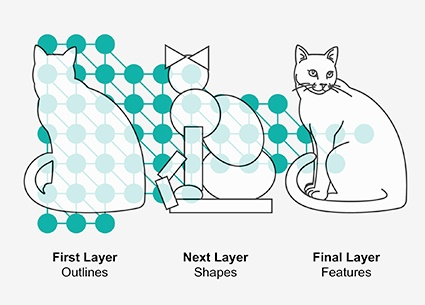 First Layer
Outlines
Next Layer
Shapes
Final Layer
Features